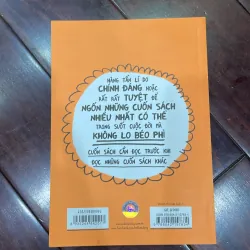 HÀNG TẤN LÍ DO
CHÍNH ĐÁNG HOẶC
RẤT RẤT TUYỆT ĐỂ
NGỐN NHỮNG CUỐN SÁCH
NHIỀU NHẤT CÓ THỂ
TRONG SUỐT CUỘC ĐỜI MÀ
KHÔNG LO BÉO PHÌ
CUỐN SÁCH CẦN ĐỌC TRƯỚC KHI
ĐỌC NHỮNG CUỐN SÁCH KHÁC